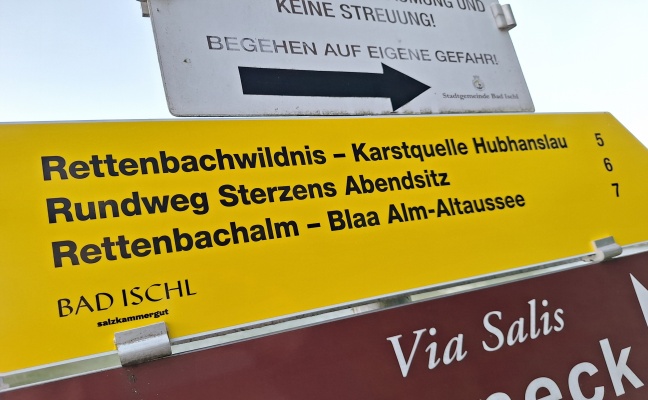 UND
KEINE STREUUNG!
BEGEHEN AUF EIGENE GEFAHR!
Stadtgemeinde Bad Ischl
Rettenbachwildnis – Karstquelle Hubhanslau 5
Rundweg Sterzens Abendsitz 6
Rettenbachalm – Blaa Alm-Altaussee 7
BAD ISCHL
salzkammergut
Via Salis